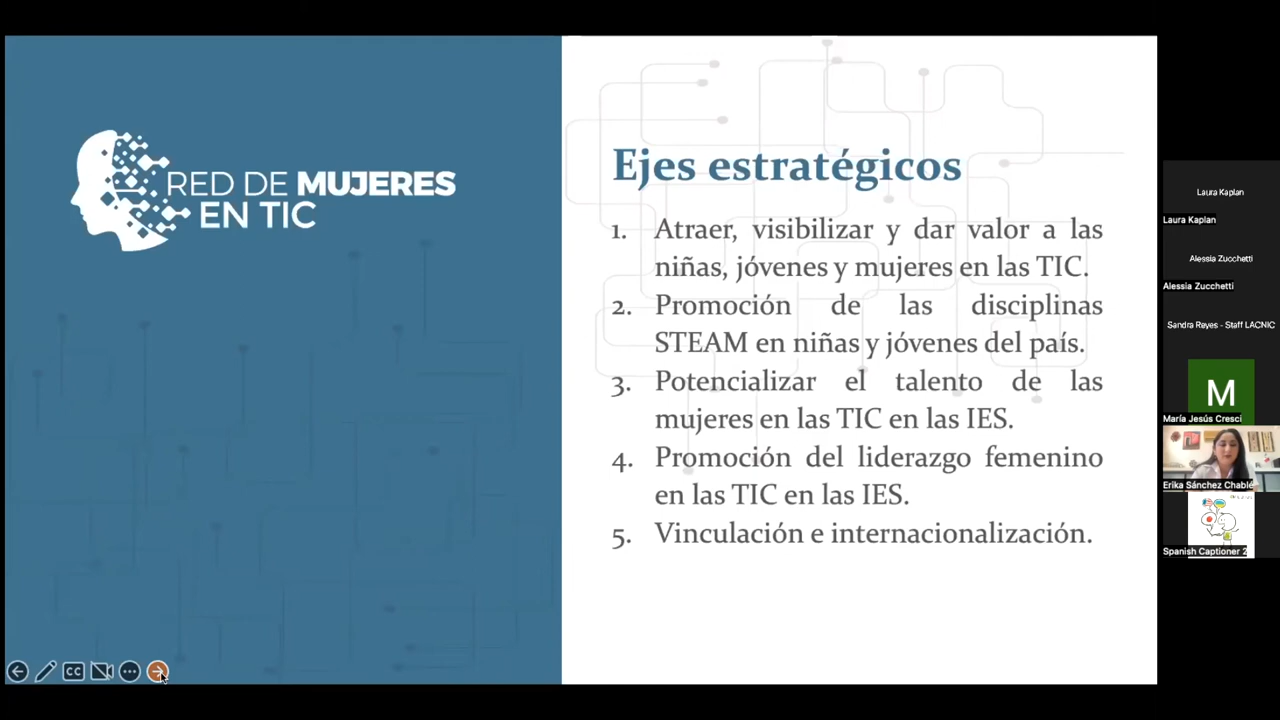 RED DE MUJERES
EN TIC
Ejes estratégicos
1. Atraer, visibilizar y dar valor a las
niñas, jóvenes y mujeres en las TIC.
2. Promoción de las disciplinas
STEAM en niñas y jóvenes del país.
3. Potencializar el talento de las
mujeres en las TIC en las IES.
4. Promoción del liderazgo femenino
en las TIC en las IES.
5. Vinculación e internacionalización.
CC
Laura Kaplan
Laura Kaplan
Alessia Zucchetti
Alessia Zucchetti
Sandra Reyes - Staff LACNIC
M
María Jesús Cresci
Erika Sánchez Chablé
Spanish Captioner 2